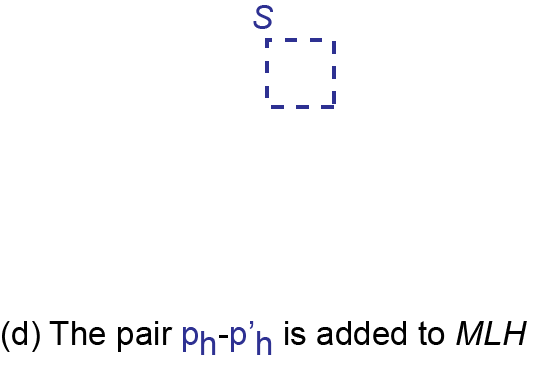 S
(d) The pair ph-p’h is added to MLH